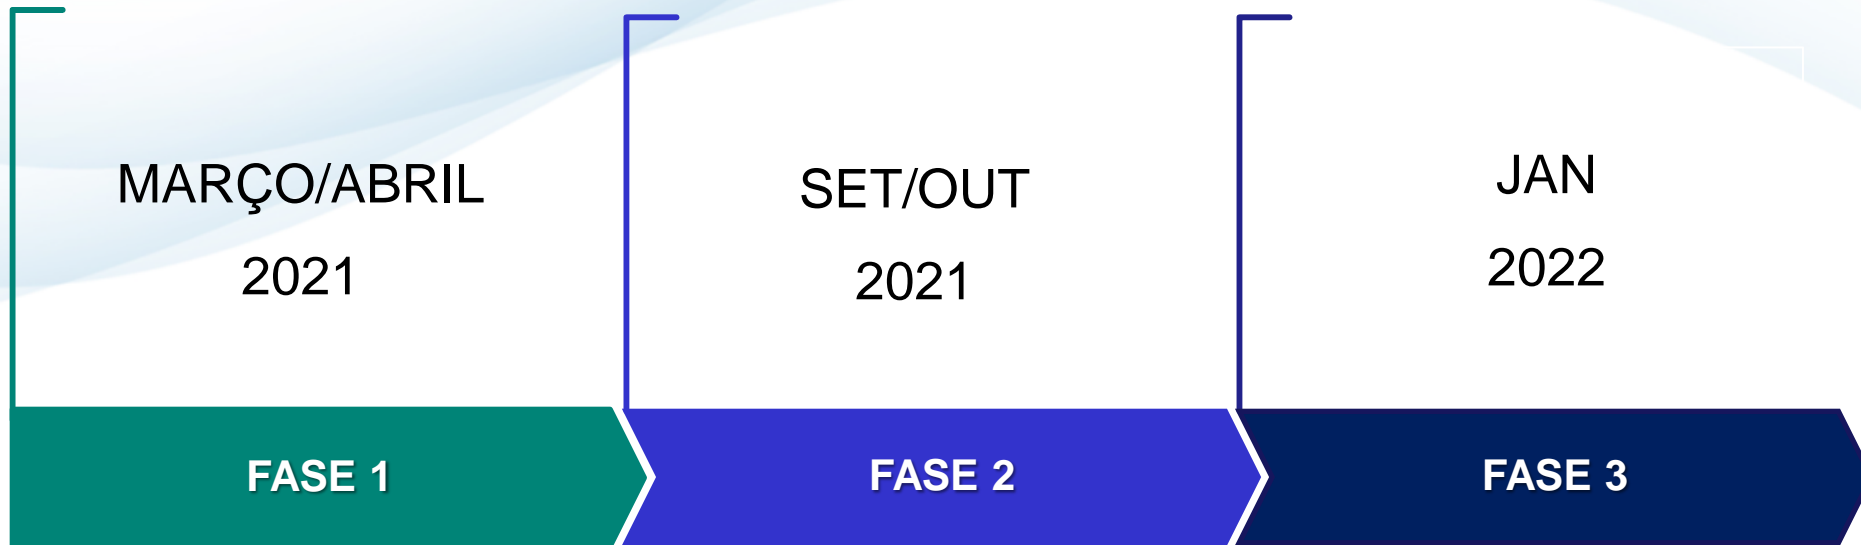 MARÇO/ABRIL
2021
SET/OUT
2021
JAN
2022
FASE 1
FASE 2
FASE 3